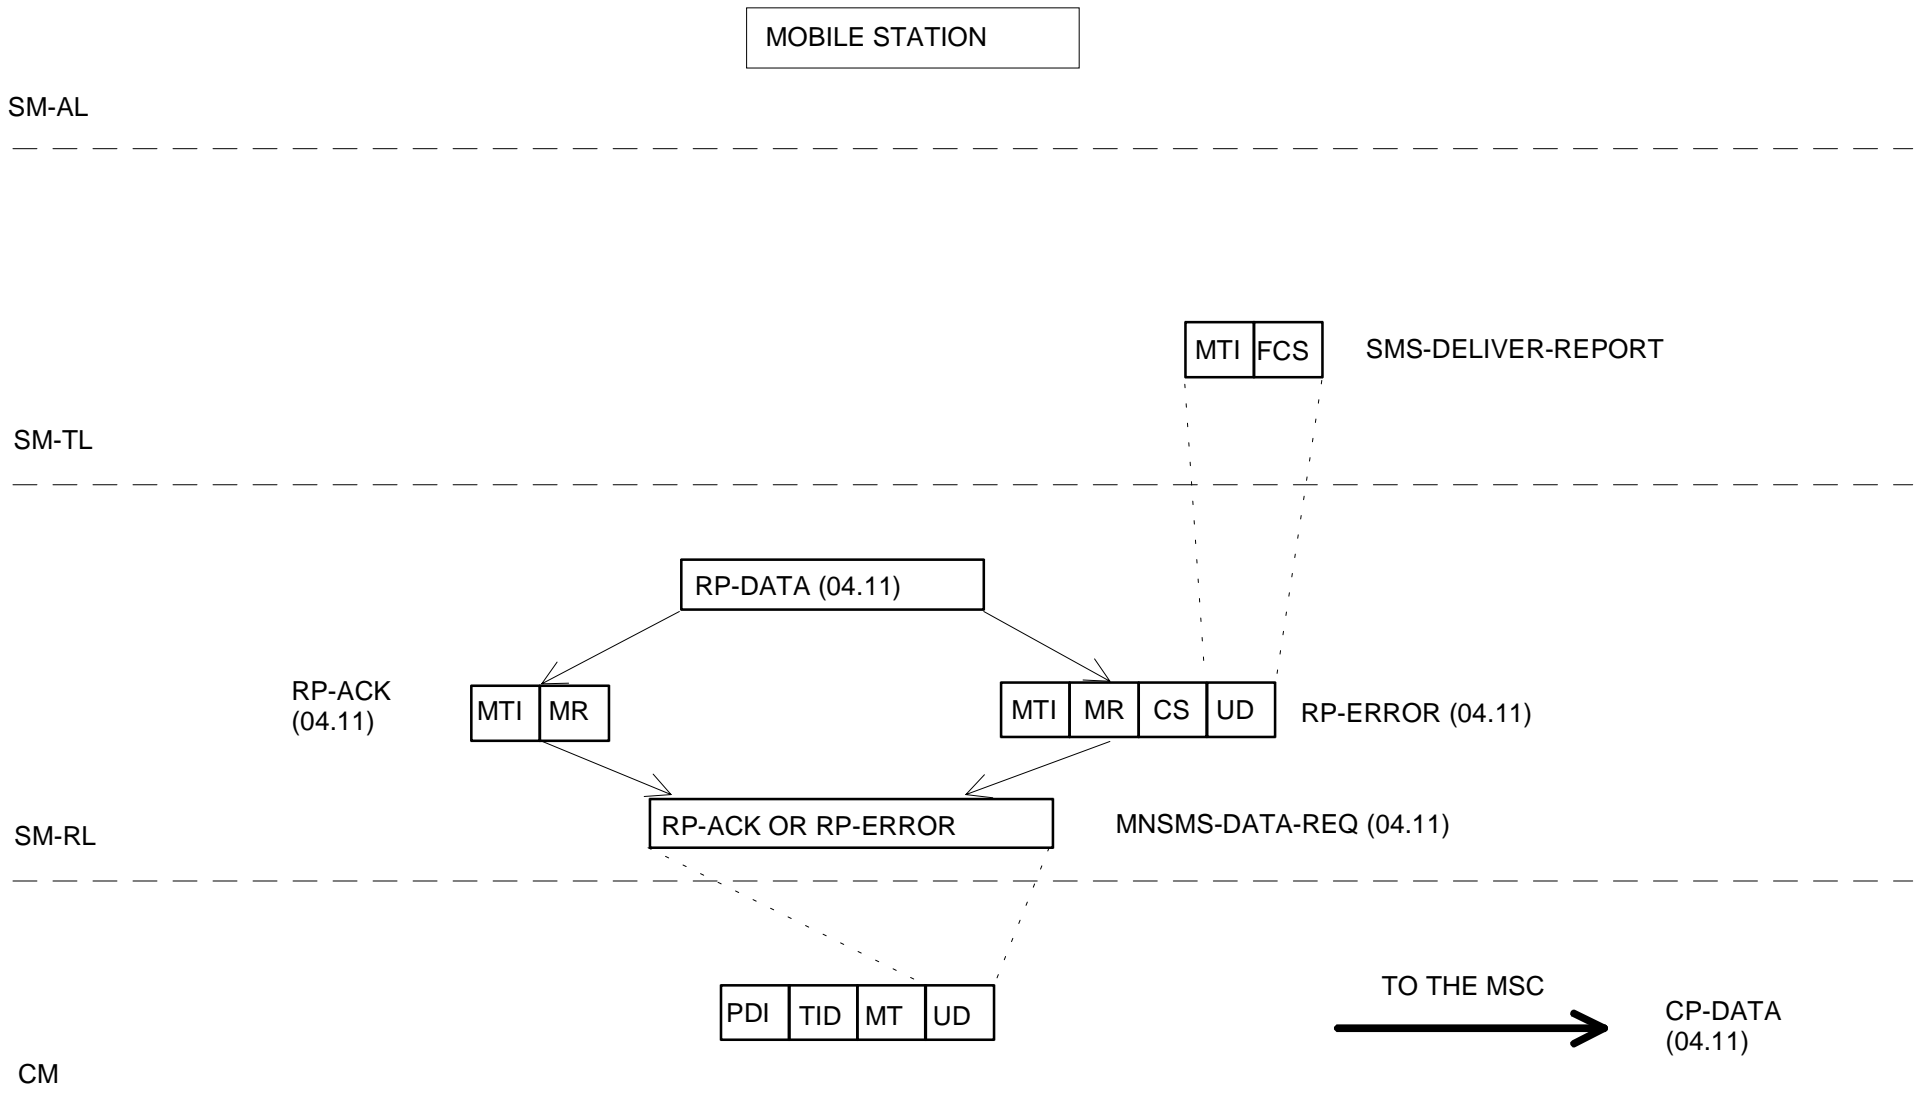 MOBILE STATION
SM-AL
MTI FCS SMS-DELIVER-REPORT
SM-TL
RP-DATA (04.11)
RP-ACK
(04.11)
MTI MR
MTI MR CS UD RP-ERROR (04.11)
RP-ACK OR RP-ERROR MNSMS-DATA-REQ (04.11)
SM-RL
PDI TID MT UD
TO THE MSC
CP-DATA
(04.11)
CM